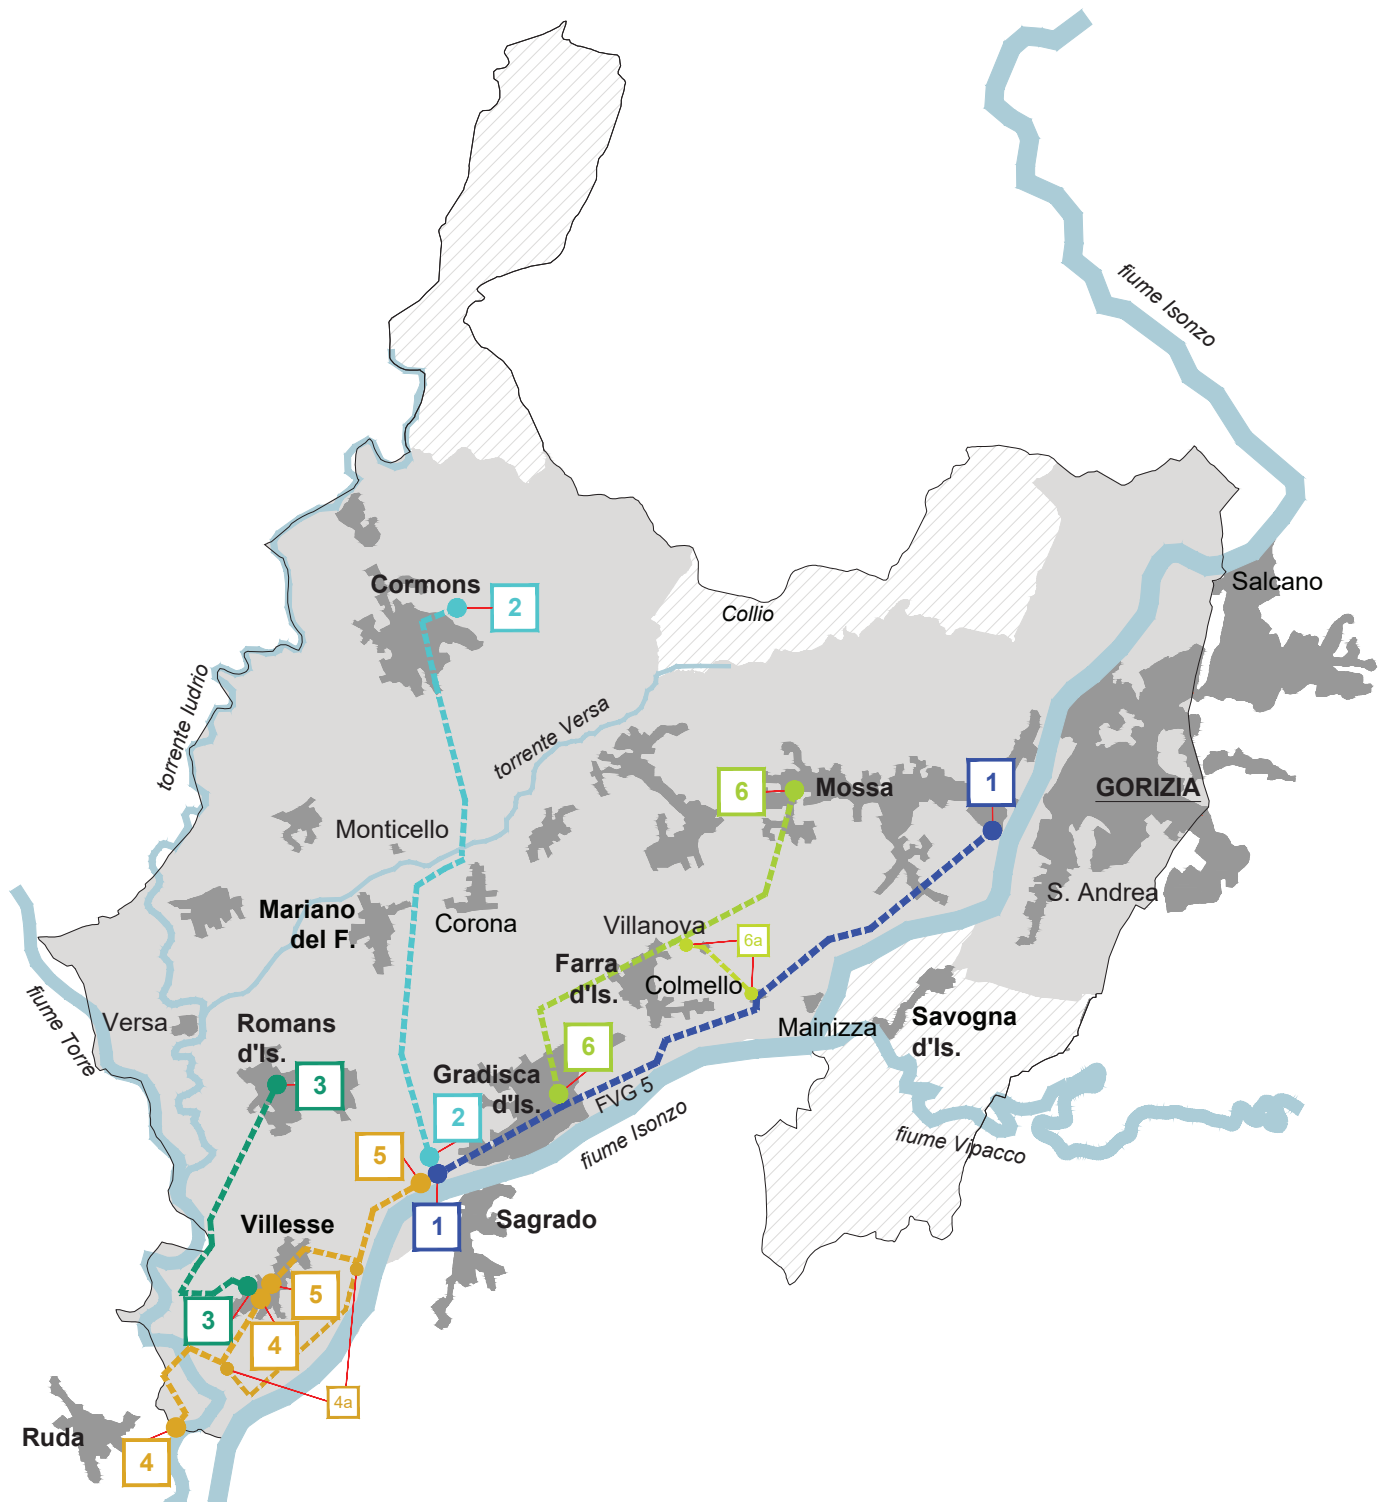 fiume Isonzo
Salcano
Cormons
2
Collio
torrente Iudrio
torrente Versa
6
Mossa
1
GORIZIA
Monticello
S. Andrea
Mariano
del F.
Corona
Villanova
6a
Farra
d'Is.
Colmello
fiume Torre
Versa
Romans
d'Is.
Mainizza
Savogna
d'Is.
3
6
Gradisca
d'Is.
FVG 5
fiume Isonzo
fiume Vipacco
2
5
1
Sagrado
Villesse
5
3
4
4a
Ruda
4